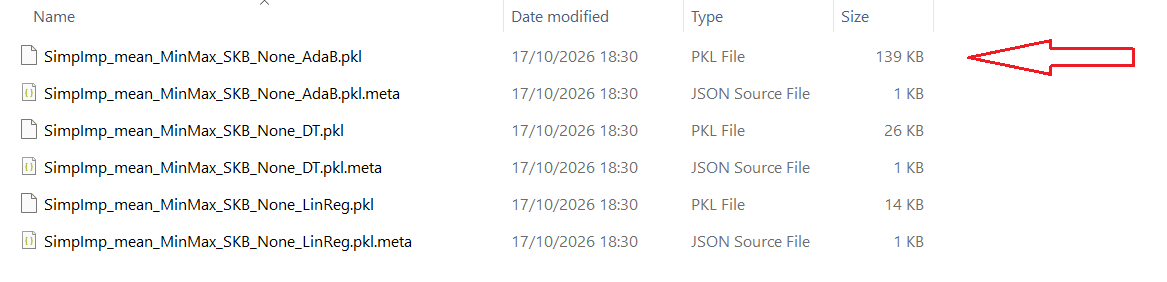 Name Date modified Type Size
SimpImp_mean_MinMax_SKB_None_AdaB.pkl 17/10/2026 18:30 PKL File 139 KB
SimpImp_mean_MinMax_SKB_None_AdaB.pkl.meta 17/10/2026 18:30 JSON Source File 1 KB
SimpImp_mean_MinMax_SKB_None_DT.pkl 17/10/2026 18:30 PKL File 26 KB
SimpImp_mean_MinMax_SKB_None_DT.pkl.meta 17/10/2026 18:30 JSON Source File 1 KB
SimpImp_mean_MinMax_SKB_None_LinReg.pkl 17/10/2026 18:30 PKL File 14 KB
SimpImp_mean_MinMax_SKB_None_LinReg.pkl.meta 17/10/2026 18:30 JSON Source File 1 KB